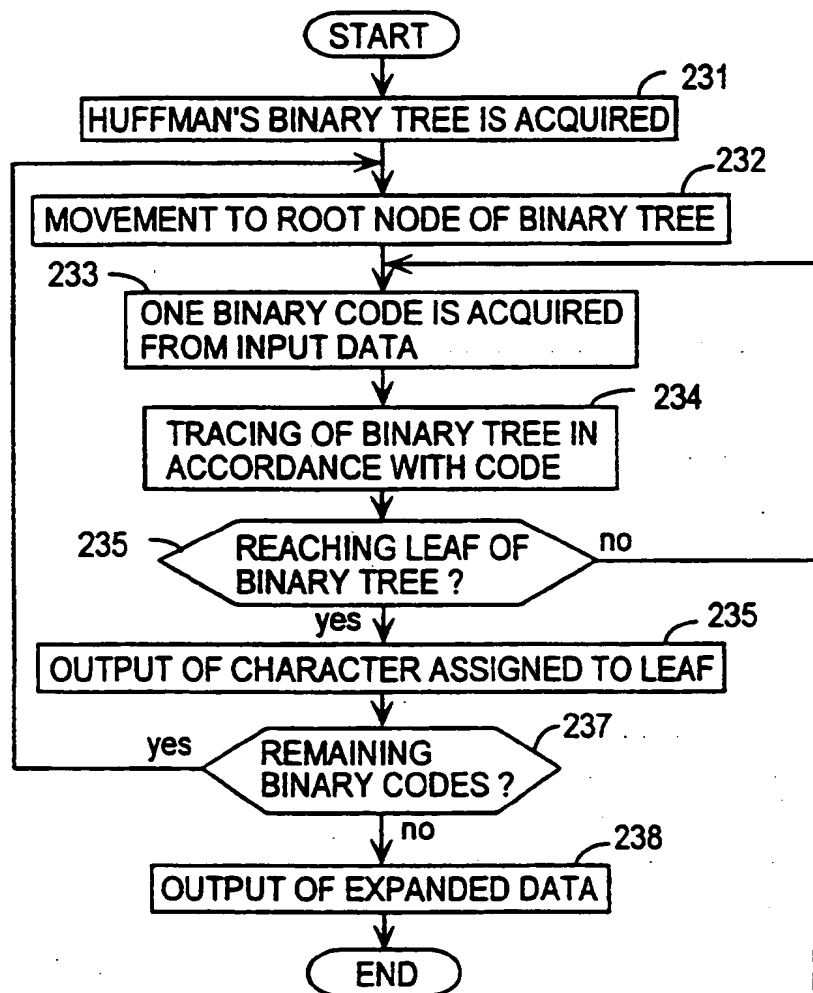 START
231
HUFFMAN'S BINARY TREE IS ACQUIRED
232
MOVEMENT TO ROOT NODE OF BINARY TREE
233
ONE BINARY CODE IS ACQUIRED
FROM INPUT DATA
234
TRACING OF BINARY TREE IN
ACCORDANCE WITH CODE
235
REACHING LEAF OF
BINARY TREE ?
no
yes
235
OUTPUT OF CHARACTER ASSIGNED TO LEAF
yes
REMAINING
BINARY CODES ?
237
no
238
OUTPUT OF EXPANDED DATA
END